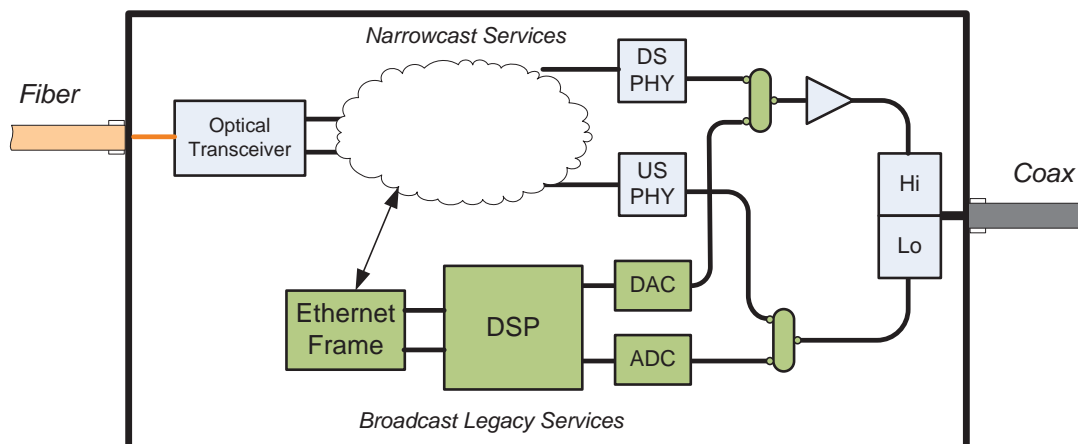 Narrowcast Services
Fiber
Optical
Transceiver
DS
PHY
US
PHY
Hi
Lo
Coax
Ethernet
Frame
DSP
DAC
ADC
Broadcast Legacy Services